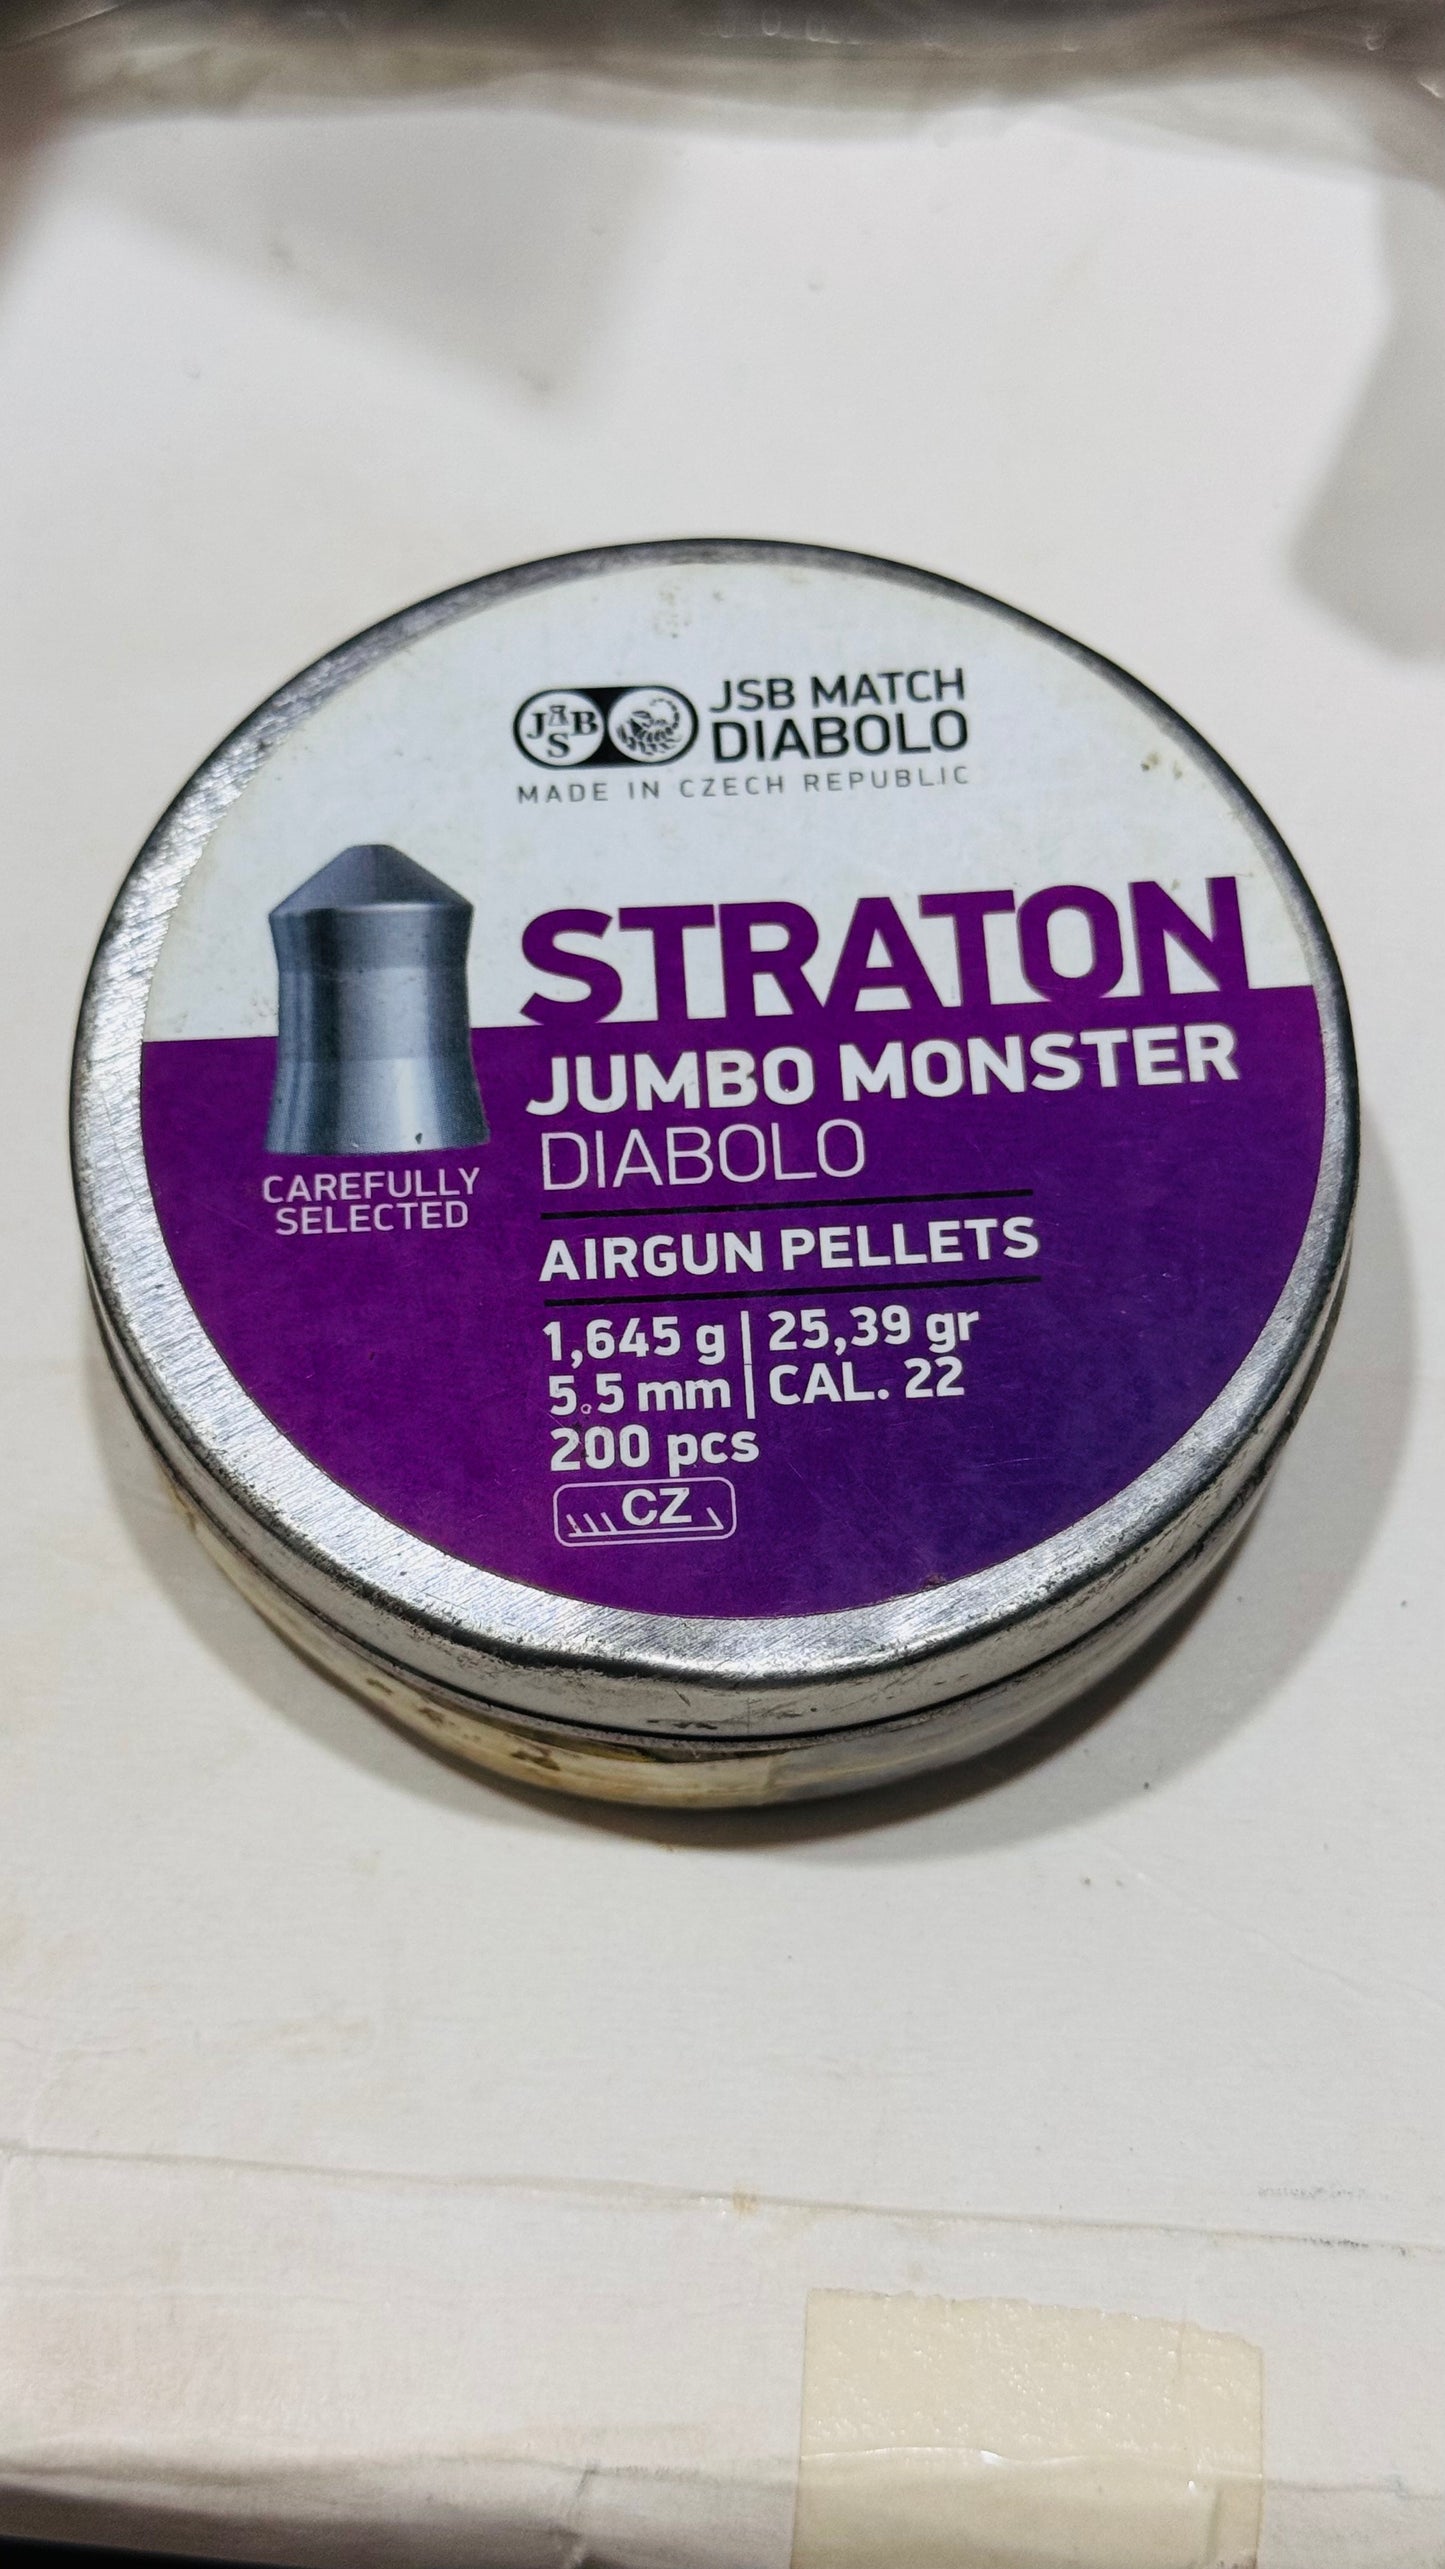 JSB
JSB MATCH
DIABOLO
MADE IN CZECH REPUBLIC
STRATON
JUMBO MONSTER
DIABOLO
CAREFULLY
SELECTED
AIRGUN PELLETS
1,645 g | 25,39 gr
5.5 mm | CAL. 22
200 pcs
CZ